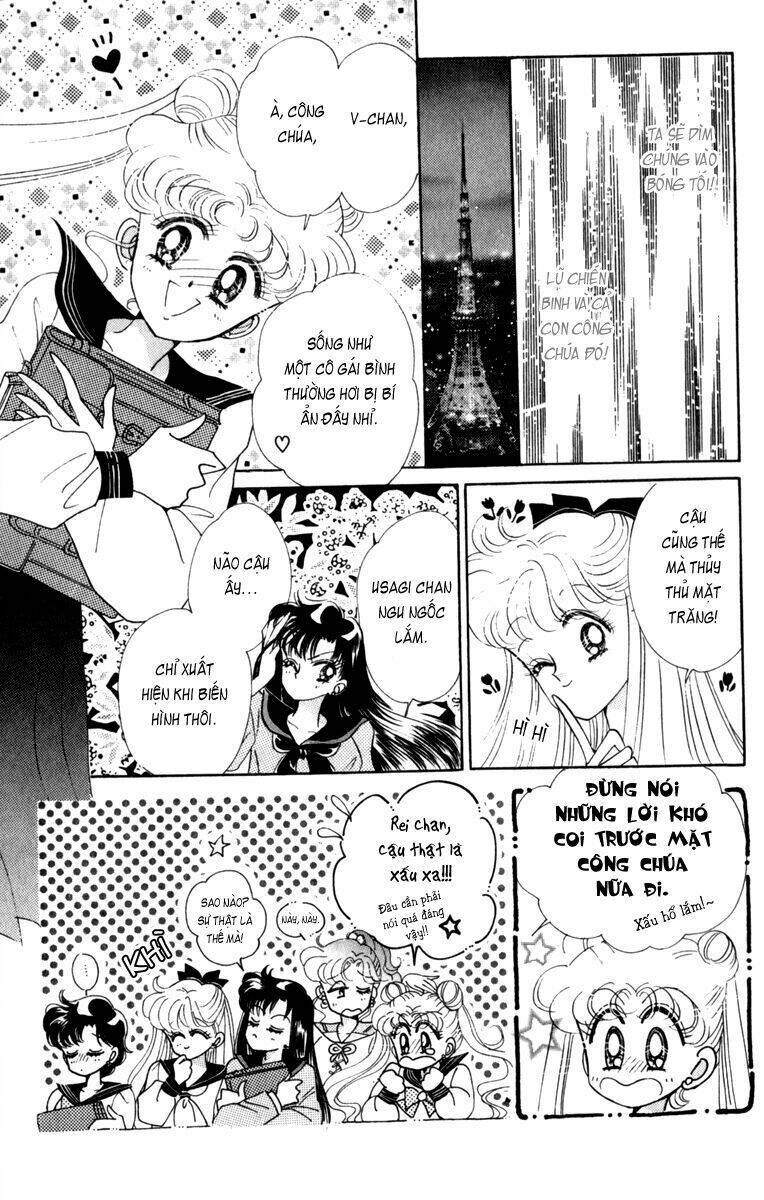 TA SẼ DÌM
CHÚNG VÀO
BÓNG TỐI!!
LŨ CHIẾN
BINH VÀ CẢ
CON CÔNG
CHÚA ĐÓ!
V-CHAN,
À, CÔNG
CHÚA,
SỐNG NHƯ
MỘT CÔ GÁI BÌNH
THƯỜNG HƠI BỊ BÍ
ẨN ĐẤY NHỈ.
CẬU
CŨNG THẾ
MÀ THỦY
THỦ MẶT
TRĂNG!
HÌ HÌ
USAGI CHAN
NGU NGỐC
LẮM.
NÃO CẬU
ẤY...
CHỈ XUẤT
HIỆN KHI BIẾN
HÌNH THÔI.
ĐỪNG NÓI
NHỮNG LỜI KHÓ
COI TRƯỚC MẶT
CÔNG CHÚA
NỮA ĐI.
Xấu hổ lắm!~
Rei chan,
cậu thật là
xấu xa!!!
Đâu cần phải
nói quá đáng
vậy!!
NÀY, NÀY.
SAO NÀO?
SỰ THẬT LÀ
THẾ MÀ!
KHÌ
...